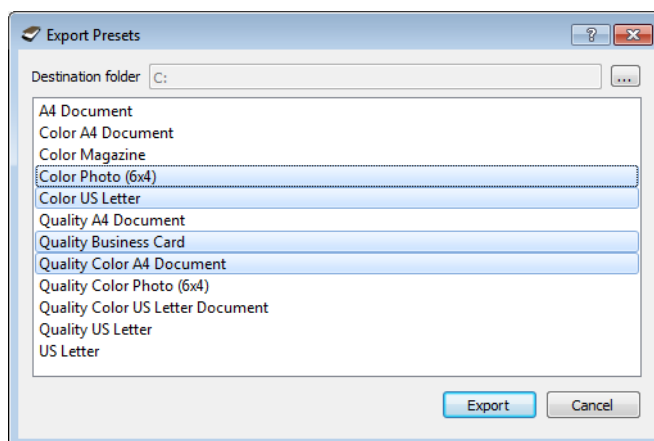 Export Presets
Destination folder C:
...
A4 Document
Color A4 Document
Color Magazine
Color Photo (6x4)
Color US Letter
Quality A4 Document
Quality Business Card
Quality Color A4 Document
Quality Color Photo (6x4)
Quality Color US Letter Document
Quality US Letter
US Letter
Export Cancel